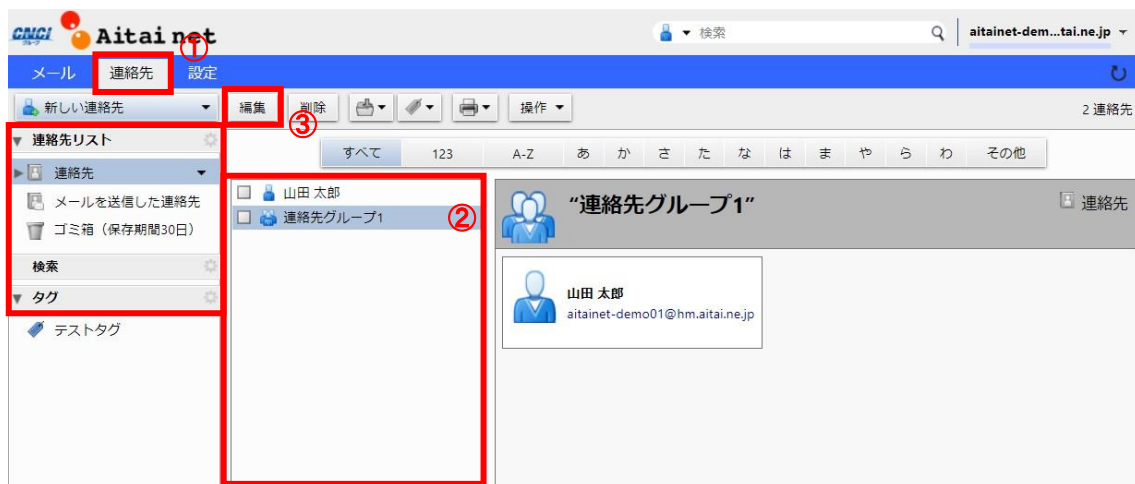 CNCI グループ Aitai net
検索
aitainet-dem...tai.ne.jp
①
メール 連絡先 設定
新しい連絡先
編集 削除 操作
2 連絡先
③
連絡先リスト
すべて 123 A-Z あ か さ た な は ま や ら わ その他
連絡先
メールを送信した連絡先
ゴミ箱（保存期間30日）
検索
タグ
テストタグ
山田 太郎
連絡先グループ1
②
“連絡先グループ1”
連絡先
山田 太郎
aitainet-demo01@hm.aitai.ne.jp